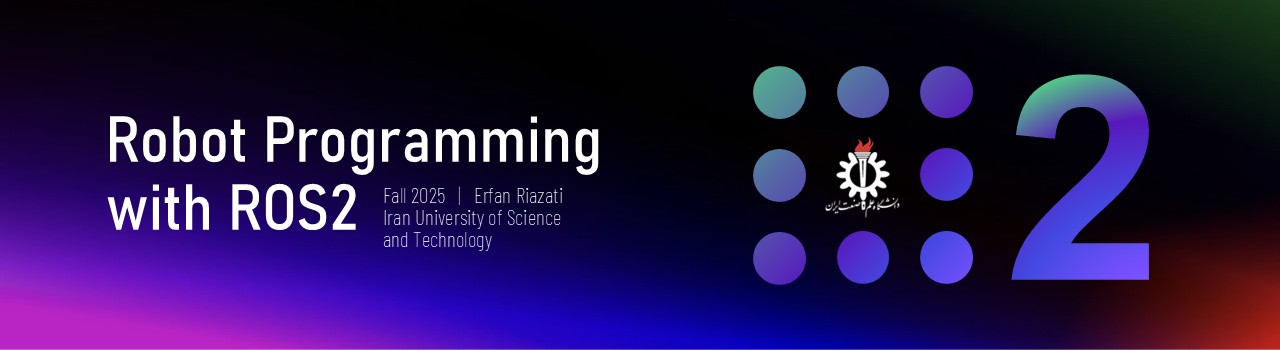 Robot Programming
with ROS2
Fall 2025 | Erfan Riazati
Iran University of Science
and Technology
دانشگاه علم و صنعت ایران
2